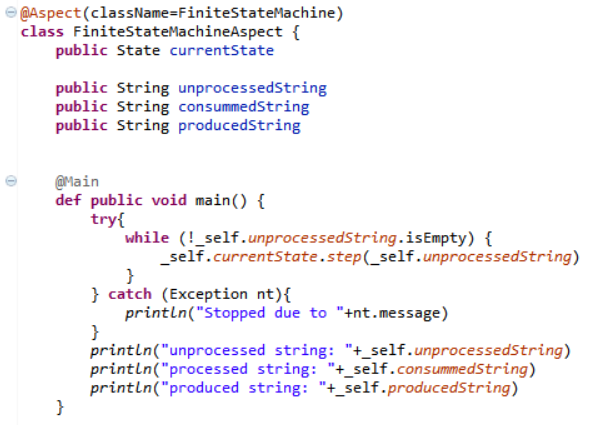 @Aspect(className=FiniteStateMachine)
class FiniteStateMachineAspect {
    public State currentState

    public String unprocessedString
    public String consummedString
    public String producedString


    @Main
    def public void main() {
        try{
            while (!_self.unprocessedString.isEmpty) {
                _self.currentState.step(_self.unprocessedString)
            }
        } catch (Exception nt){
            println("Stopped due to "+nt.message)
        }
        println("unprocessed string: "+_self.unprocessedString)
        println("processed string: "+_self.consummedString)
        println("produced string: "+_self.producedString)
    }